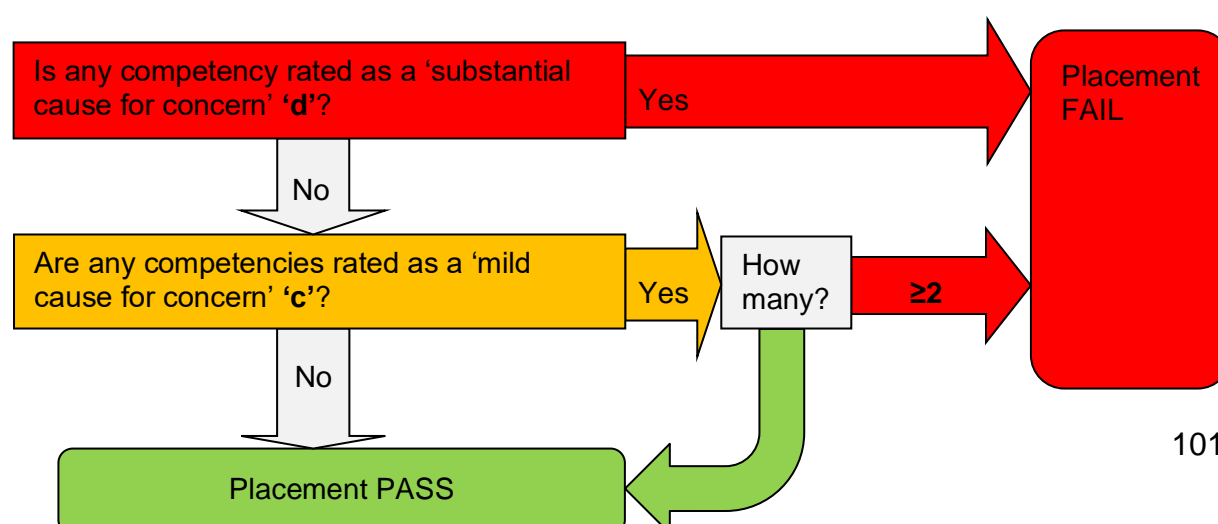 Is any competency rated as a ‘substantial
cause for concern’ ‘d’?
Yes
Placement
FAIL
No
Are any competencies rated as a ‘mild
cause for concern’ ‘c’?
Yes
How
many?
≥2
No
101
Placement PASS